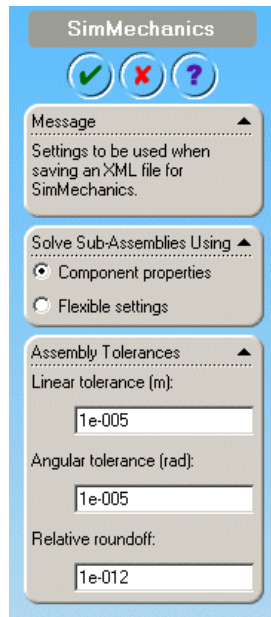 SimMechanics
?
Message
Settings to be used when
saving an XML file for
SimMechanics.
Solve Sub-Assemblies Using
Component properties
Flexible settings
Assembly Tolerances
Linear tolerance (m):
1e-005
Angular tolerance (rad):
1e-005
Relative roundoff:
1e-012